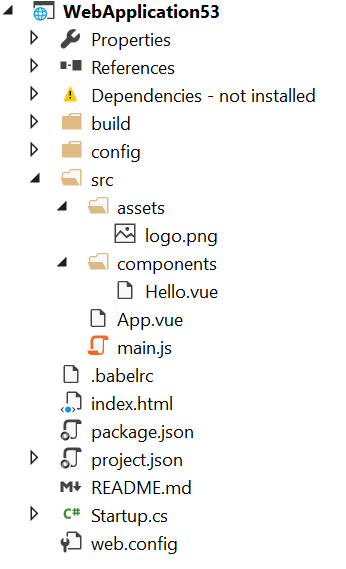 WebApplication53
Properties
References
Dependencies - not installed
build
config
src
assets
logo.png
components
Hello.vue
App.vue
main.js
.babelrc
index.html
package.json
project.json
README.md
C# Startup.cs
web.config